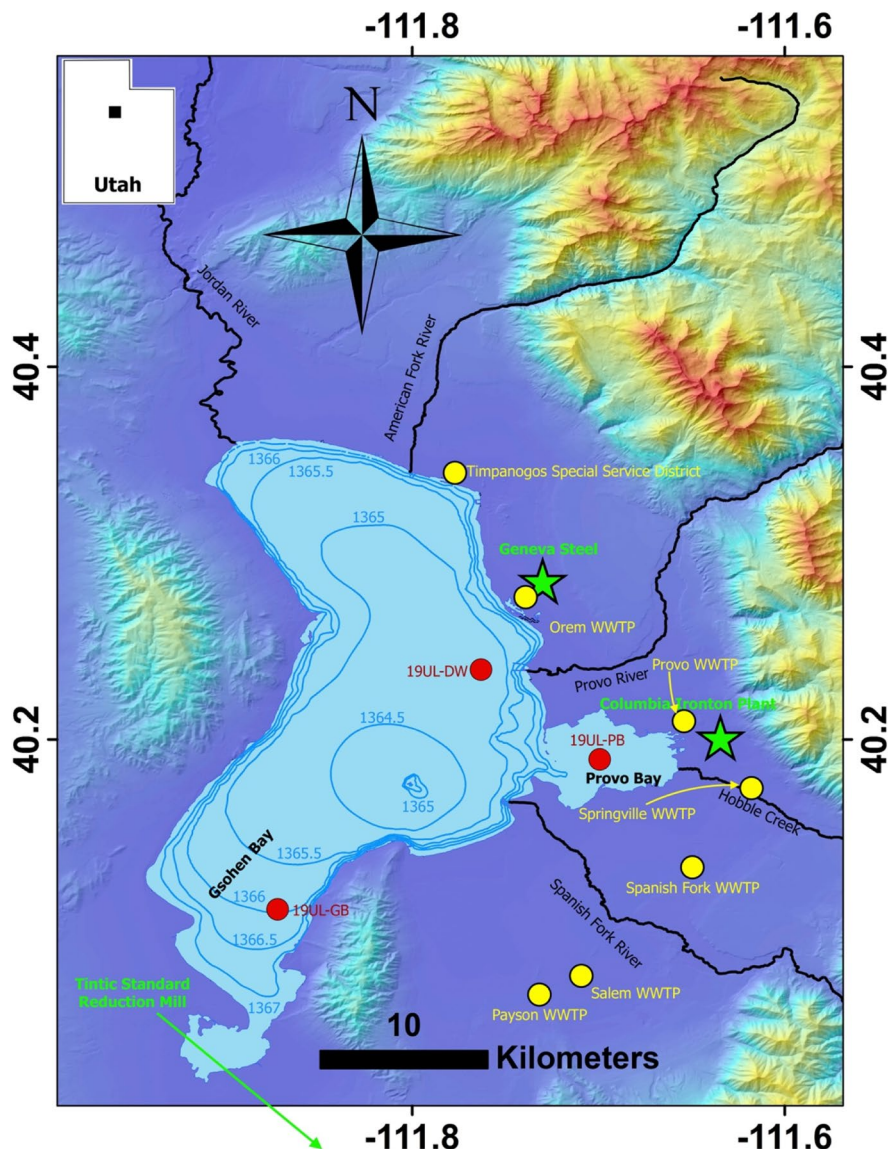 -111.8
-111.6
N
Utah
Jordan River
American Fork River
40.4
40.4
1366
1365.5
Timpanogos Special Service District
1365
Geneva Steel
Orem WWTP
19UL-DW
Provo River
Provo WWTP
Columbia Ironton Plant
1364.5
40.2
40.2
19UL-PB
Provo Bay
1365
Springville WWTP
Hobble Creek
Gsohen Bay
1365.5
1366
Spanish Fork WWTP
19UL-GB
1366.5
Spanish Fork River
Tintic Standard
Reduction Mill
1367
Salem WWTP
Payson WWTP
10
Kilometers
-111.8
-111.6